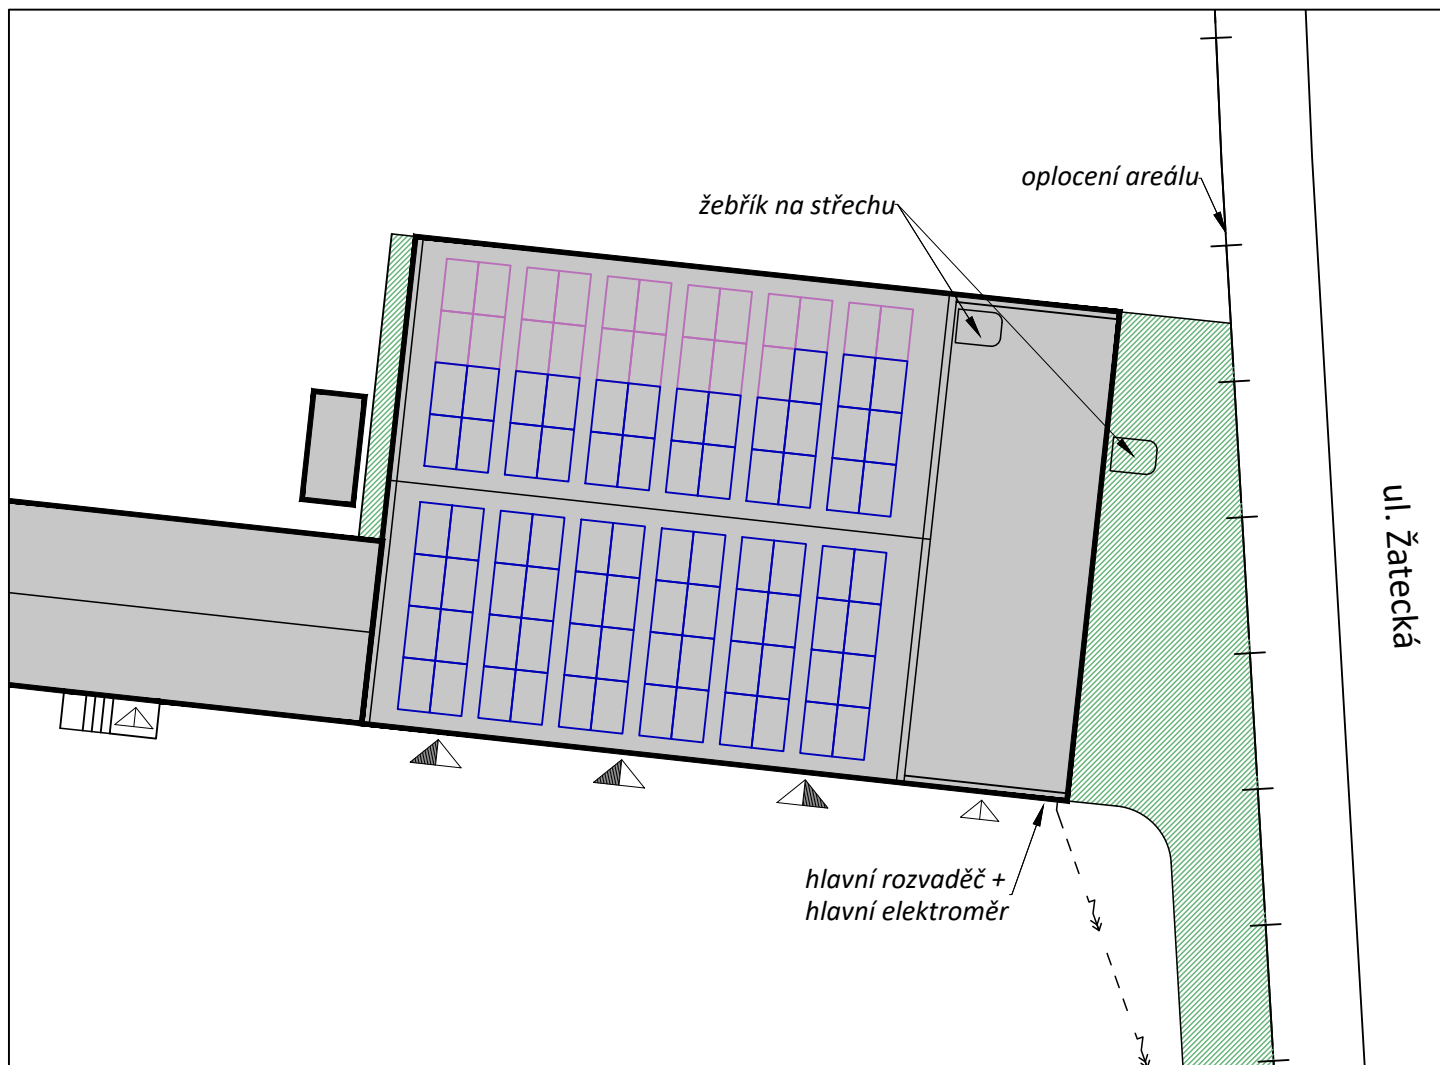 oplocení areálu
žebřík na střechu
ul. Žatecká
hlavní rozvaděč +
hlavní elektroměr